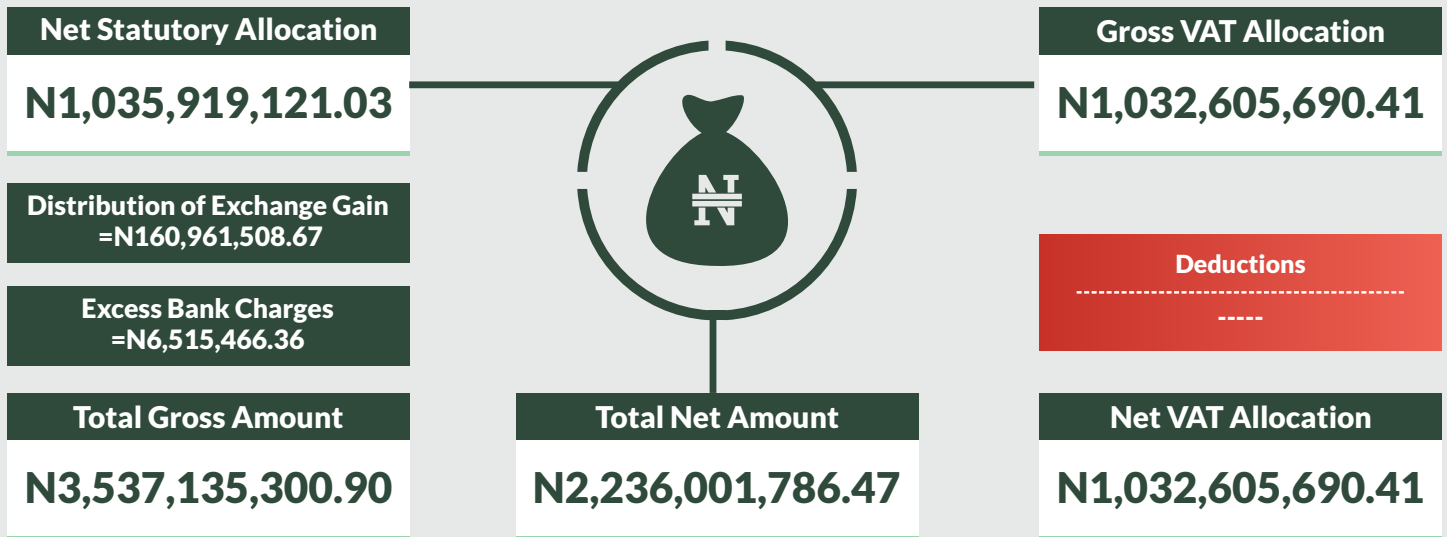 Net Statutory Allocation
N1,035,919,121.03
Distribution of Exchange Gain
=N160,961,508.67
Excess Bank Charges
=N6,515,466.36
Total Gross Amount
N3,537,135,300.90
₦
Total Net Amount
N2,236,001,786.47
Gross VAT Allocation
N1,032,605,690.41
Deductions
--------------------------------------------
-----
Net VAT Allocation
N1,032,605,690.41